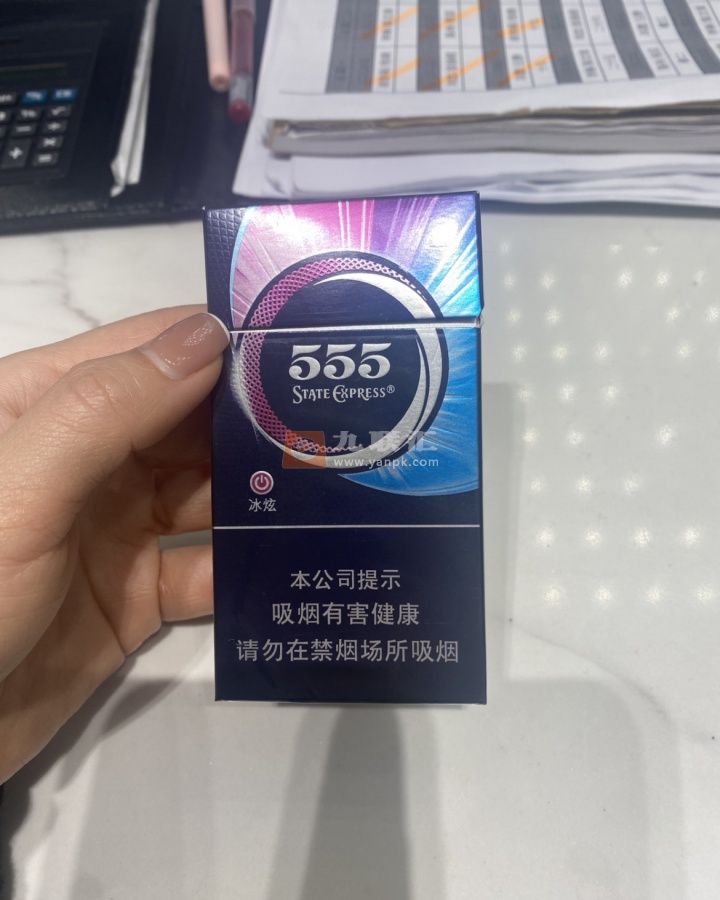 555
STATE EXPRESS®
九联汇
www.yanpk.com
冰炫
本公司提示
吸烟有害健康
请勿在禁烟场所吸烟